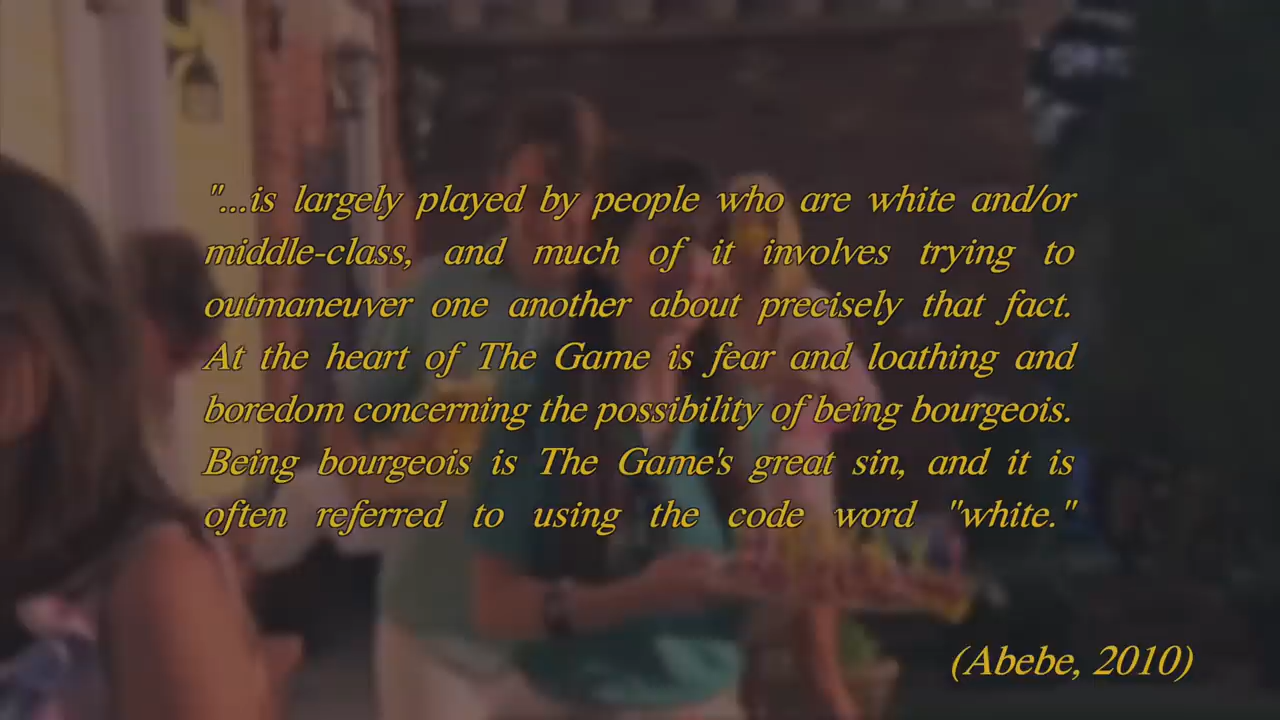 "...is largely played by people who are white and/or
middle-class, and much of it involves trying to
outmaneuver one another about precisely that fact.
At the heart of The Game is fear and loathing and
boredom concerning the possibility of being bourgeois.
Being bourgeois is The Game's great sin, and it is
often referred to using the code word "white."
(Abebe, 2010)